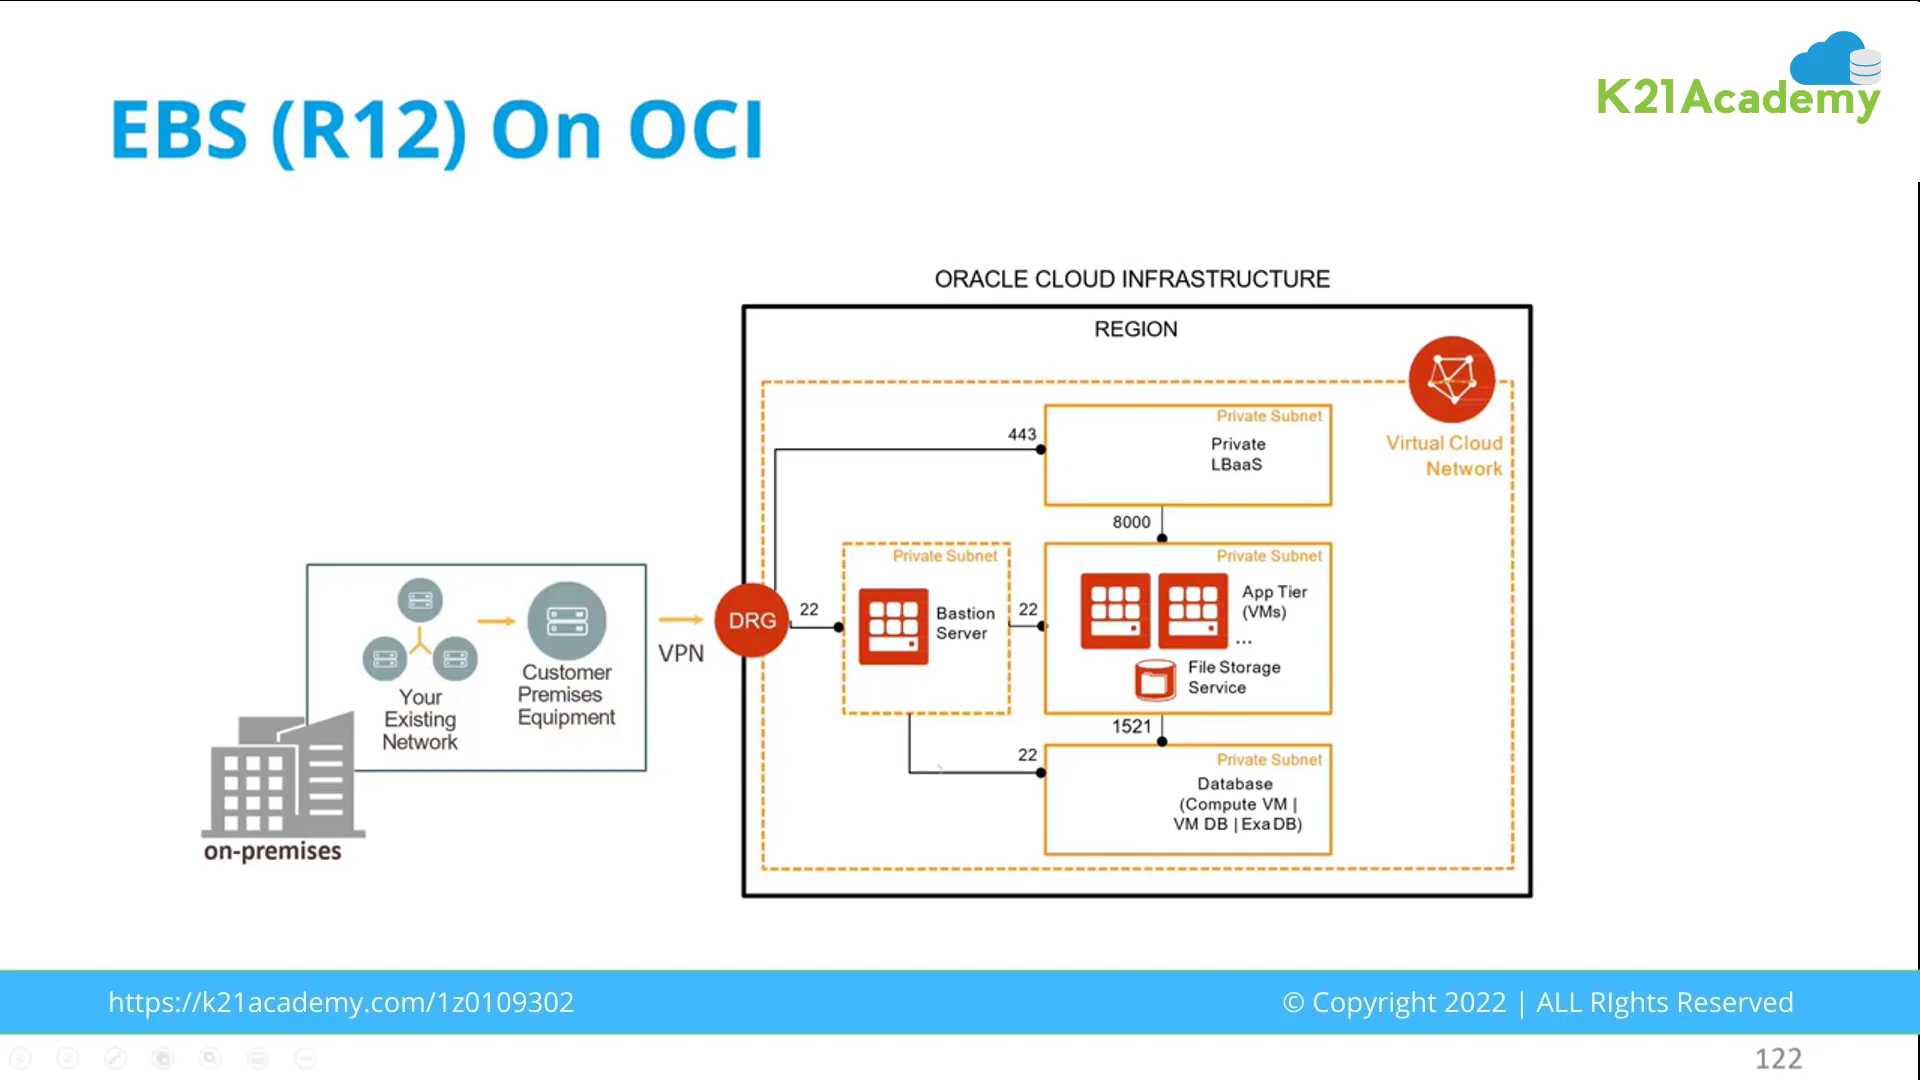 K21Academy
EBS (R12) On OCI
ORACLE CLOUD INFRASTRUCTURE
REGION
Virtual Cloud
Network
Private Subnet
Private
LBaaS
443
8000
Private Subnet
Bastion
Server
Private Subnet
App Tier
(VMs)
...
File Storage
Service
DRG
22
22
VPN
Your
Existing
Network
Customer
Premises
Equipment
on-premises
1521
22
Private Subnet
Database
(Compute VM |
VM DB | Exa DB)
https://k21academy.com/1z0109302
© Copyright 2022 | ALL RIghts Reserved
122